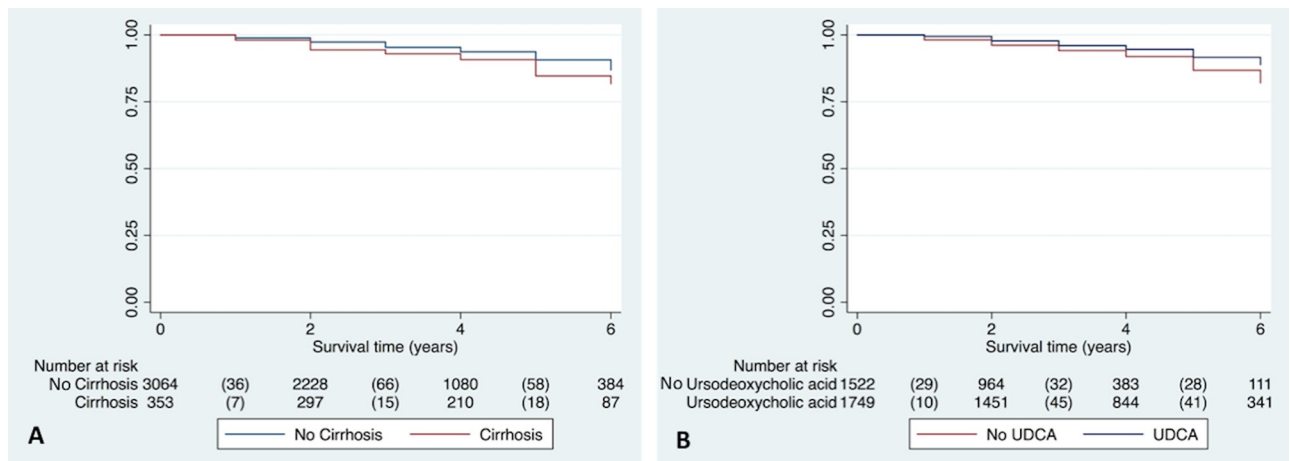 1.00
0.75
0.50
0.25
0.00
0 2 4 6
Survival time (years)
Number at risk
No Cirrhosis 3064 (36) 2228 (66) 1080 (58) 384
Cirrhosis 353 (7) 297 (15) 210 (18) 87
A
No Cirrhosis Cirrhosis
1.00
0.75
0.50
0.25
0.00
0 2 4 6
Survival time (years)
Number at risk
No Ursodeoxycholic acid 1522 (29) 964 (32) 383 (28) 111
Ursodeoxycholic acid 1749 (10) 1451 (45) 844 (41) 341
B
No UDCA UDCA